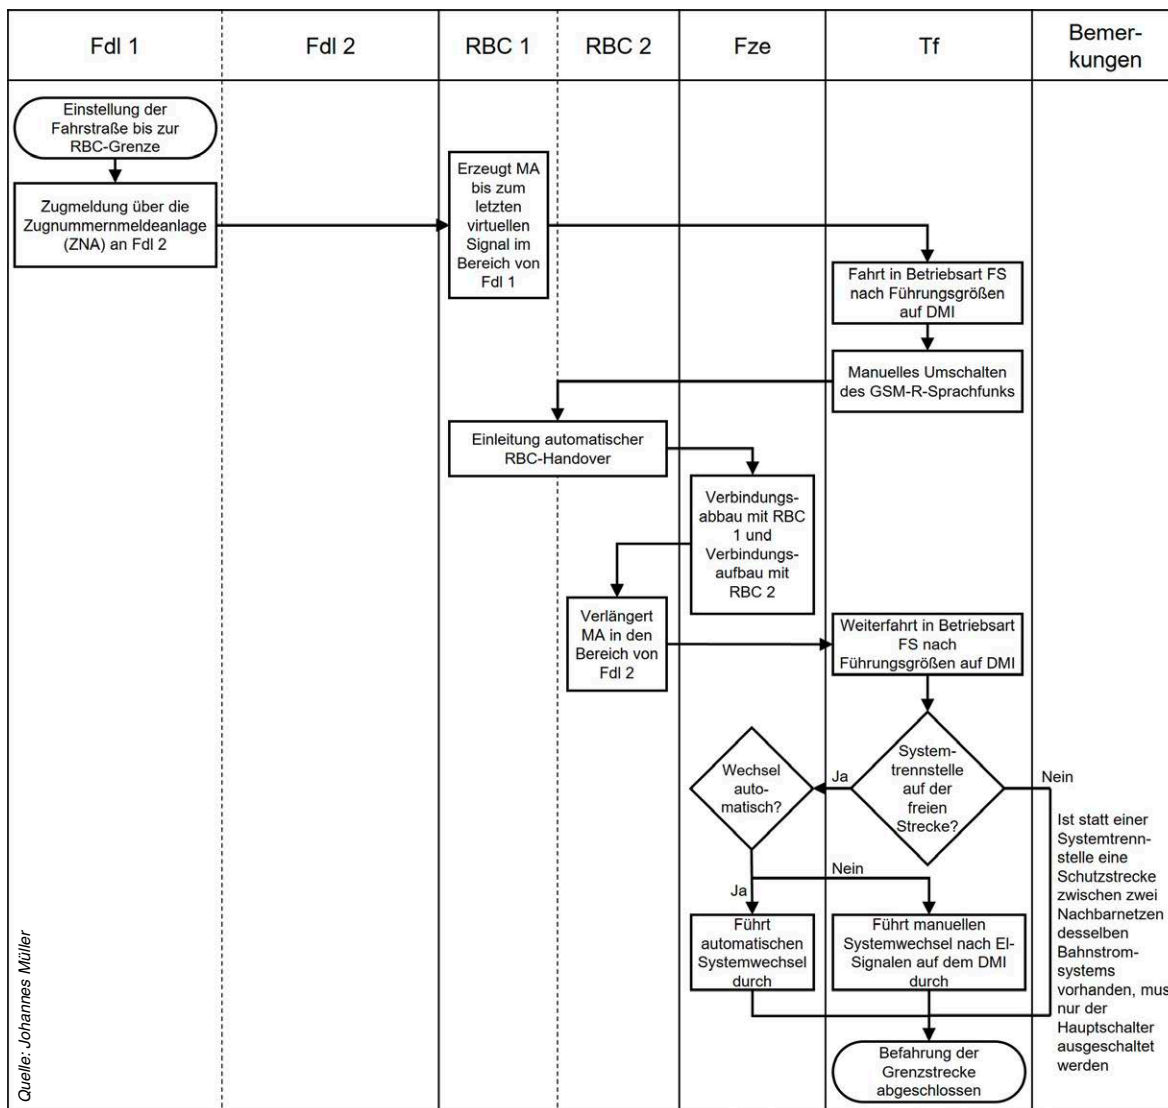 Fdl 1
Fdl 2
RBC 1
RBC 2
Fze
Tf
Bemer-
kungen
Einstellung der
Fahrstraße bis zur
RBC-Grenze
Zugmeldung über die
Zugnummernmeldeanlage
(ZNA) an Fdl 2
Erzeugt MA
bis zum
letzten
virtuellen
Signal im
Bereich von
Fdl 1
Fahrt in Betriebsart FS
nach Führungsgrößen
auf DMI
Manuelles Umschalten
des GSM-R-Sprachfunks
Einleitung automatischer
RBC-Handover
Verbindungs-
abbau mit RBC
1 und
Verbindungs-
aufbau mit
RBC 2
Verlängert
MA in den
Bereich von
Fdl 2
Weiterfahrt in Betriebsart
FS nach
Führungsgrößen auf DMI
System-
trennstelle
auf der
freien
Strecke?
Ja
Nein
Wechsel
auto-
matisch?
Ja
Nein
Führt
automatischen
Systemwechsel
durch
Führt manuellen
Systemwechsel nach El-
Signalen auf dem DMI
durch
Ist statt einer
Systemtrenn-
stelle eine
Schutzstrecke
zwischen zwei
Nachbarnetzen
desselben
Bahnstrom-
systems
vorhanden, mus
nur der
Hauptschalter
ausgeschaltet
werden
Befahrung der
Grenzstrecke
abgeschlossen
Quelle: Johannes Müller